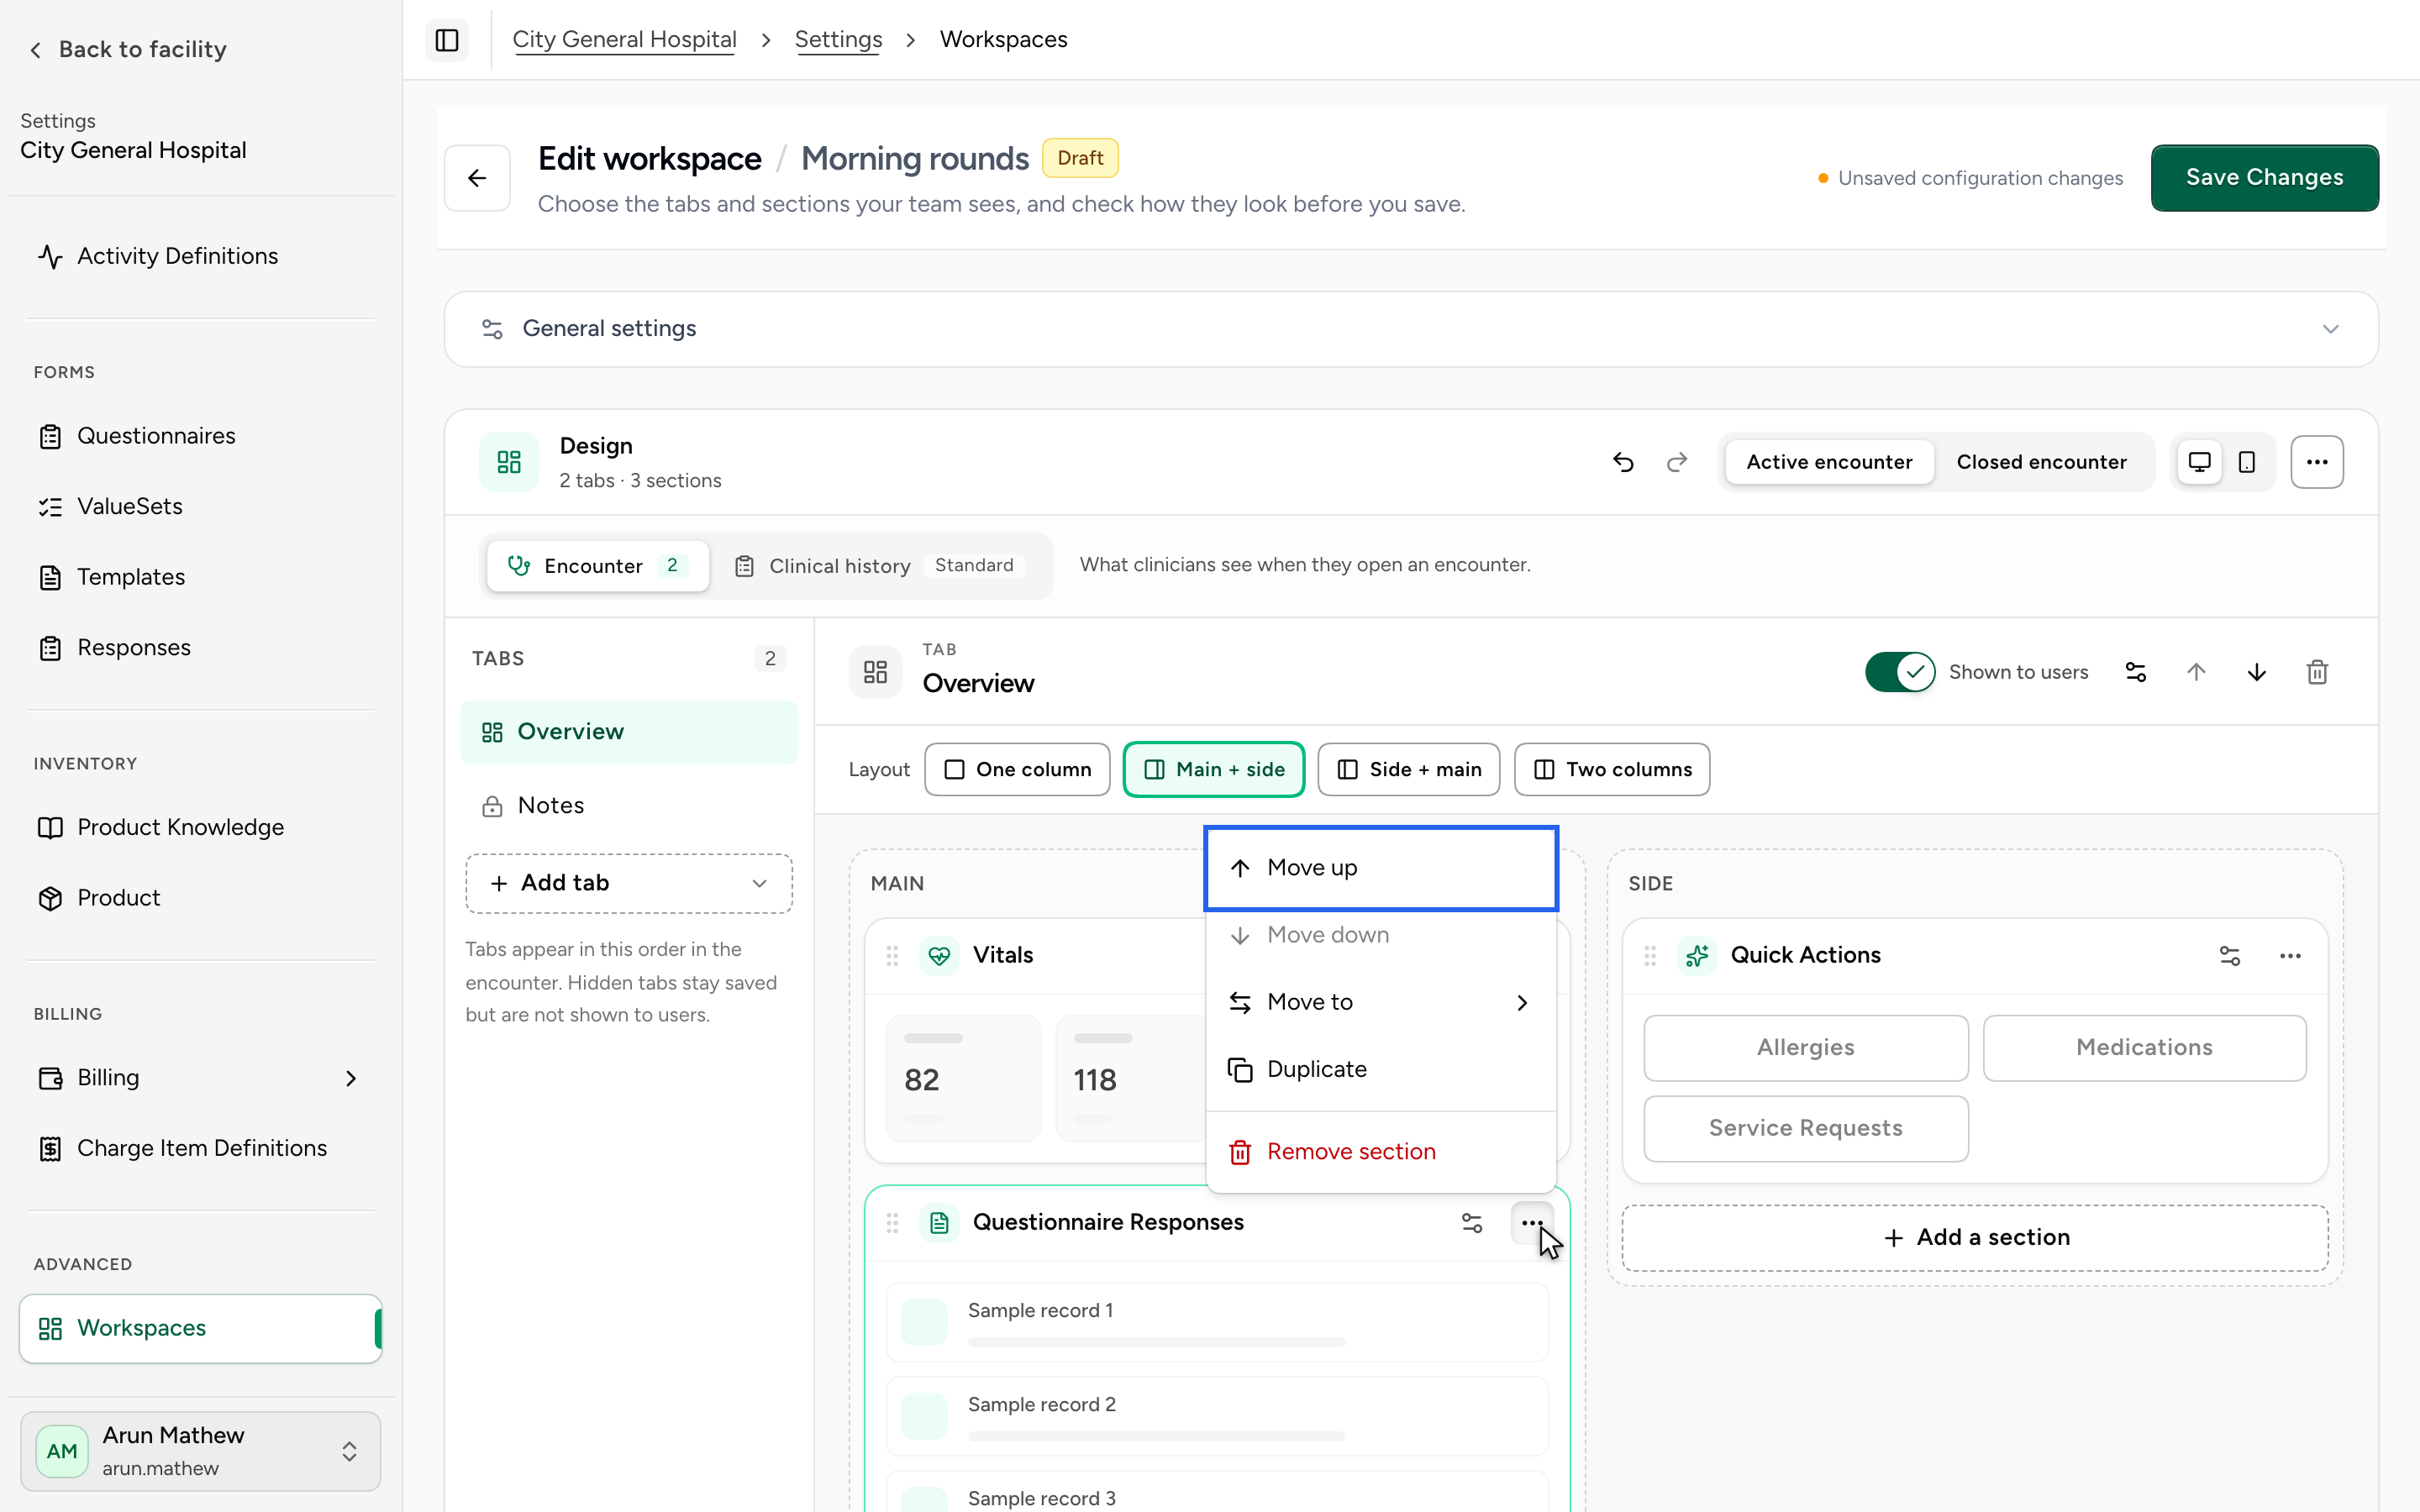 Back to facility
Settings
City General Hospital
Activity Definitions
FORMS
Questionnaires
ValueSets
Templates
Responses
INVENTORY
Product Knowledge
Product
BILLING
Billing
Charge Item Definitions
ADVANCED
Workspaces
AM
Arun Mathew
arun.mathew
City General Hospital
Settings
Workspaces
Edit workspace / Morning rounds Draft
Choose the tabs and sections your team sees, and check how they look before you save.
Unsaved configuration changes
Save Changes
General settings
Design
2 tabs · 3 sections
Active encounter
Closed encounter
Encounter 2
Clinical history Standard
What clinicians see when they open an encounter.
TABS 2
Overview
Notes
Add tab
Tabs appear in this order in the
encounter. Hidden tabs stay saved
but are not shown to users.
TAB
Overview
Shown to users
Layout
One column
Main + side
Side + main
Two columns
MAIN
Vitals
82
118
Move up
Move down
Move to
Duplicate
Remove section
Questionnaire Responses
Sample record 1
Sample record 2
Sample record 3
SIDE
Quick Actions
Allergies
Medications
Service Requests
Add a section